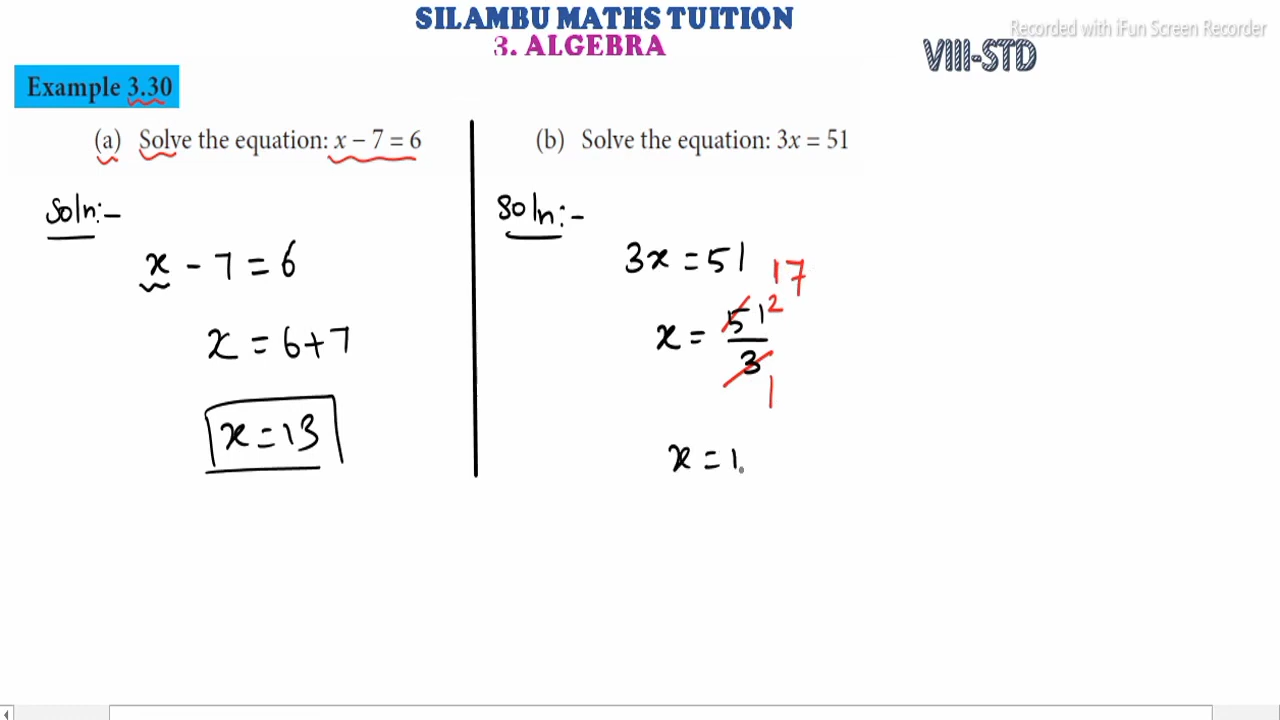 SILAMBU MATHS TUITION
3. ALGEBRA
Recorded with iFun Screen Recorder
VIII-STD
Example 3.30
(a) Solve the equation: x – 7 = 6
Soln:-
x - 7 = 6
x = 6+7
x = 13
(b) Solve the equation: 3x = 51
Soln:-
3x = 51
17
x = 51/3
2
1
x = 1